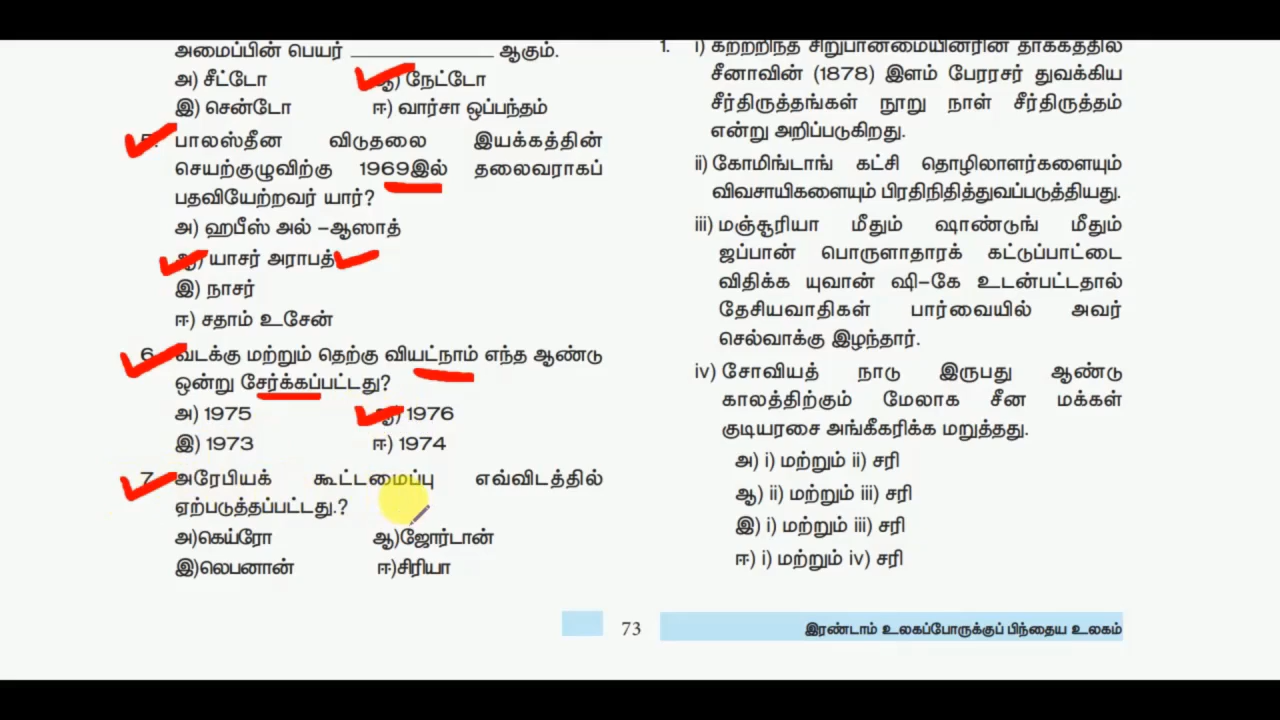 அமைப்பின் பெயர் ______________ ஆகும்.
அ) சீட்டோ ஆ) நேட்டோ
இ) சென்டோ ஈ) வார்சா ஒப்பந்தம்
5. பாலஸ்தீன விடுதலை இயக்கத்தின்
செயற்குழுவிற்கு 1969இல் தலைவராகப்
பதவியேற்றவர் யார்?
அ) ஹபீஸ் அல் –ஆஸாத்
ஆ) யாசர் அராபத்
இ) நாசர்
ஈ) சதாம் உசேன்
6. வடக்கு மற்றும் தெற்கு வியட்நாம் எந்த ஆண்டு
ஒன்று சேர்க்கப்பட்டது?
அ) 1975 ஆ) 1976
இ) 1973 ஈ) 1974
7. அரேபியக் கூட்டமைப்பு எவ்விடத்தில்
ஏற்படுத்தப்பட்டது.?
அ)கெய்ரோ ஆ)ஜோர்டான்
இ)லெபனான் ஈ)சிரியா
1. i) கற்றறிந்த சிறுபான்மையினரின் தாக்கத்தில்
சீனாவின் (1878) இளம் பேரரசர் துவக்கிய
சீர்திருத்தங்கள் நூறு நாள் சீர்திருத்தம்
என்று அறிப்படுகிறது.
ii) கோமிங்டாங் கட்சி தொழிலாளர்களையும்
விவசாயிகளையும் பிரதிநிதித்துவப்படுத்தியது.
iii) மஞ்சூரியா மீதும் ஷாண்டுங் மீதும்
ஜப்பான் பொருளாதாரக் கட்டுப்பாட்டை
விதிக்க யுவான் ஷி–கே உடன்பட்டதால்
தேசியவாதிகள் பார்வையில் அவர்
செல்வாக்கு இழந்தார்.
iv) சோவியத் நாடு இருபது ஆண்டு
காலத்திற்கும் மேலாக சீன மக்கள்
குடியரசை அங்கீகரிக்க மறுத்தது.
அ) i) மற்றும் ii) சரி
ஆ) ii) மற்றும் iii) சரி
இ) i) மற்றும் iii) சரி
ஈ) i) மற்றும் iv) சரி
73 இரண்டாம் உலகப்போருக்குப் பிந்தைய உலகம்